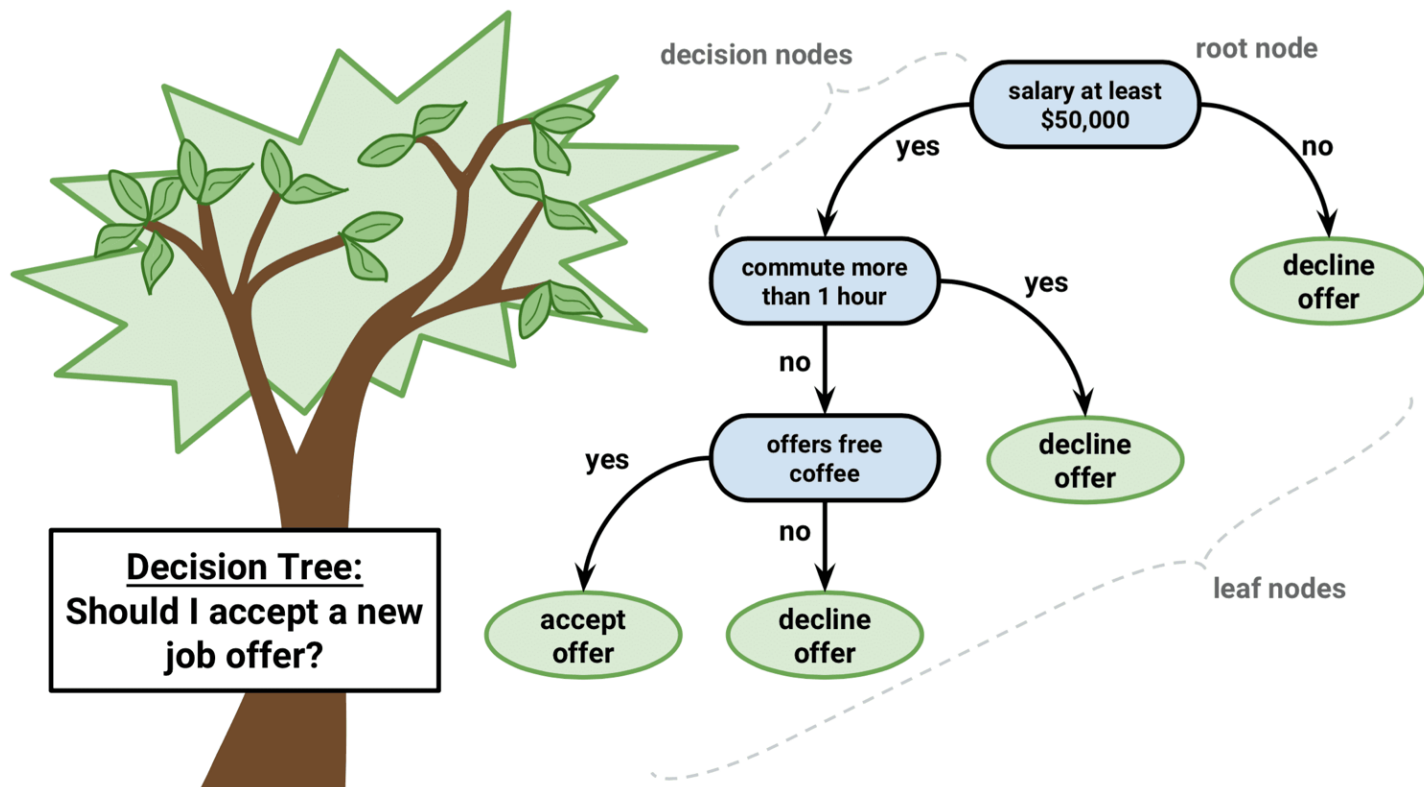 decision nodes
root node
salary at least
$50,000
yes
no
commute more
than 1 hour
decline
offer
yes
no
offers free
coffee
decline
offer
yes
no
leaf nodes
accept
offer
decline
offer
Decision Tree:
Should I accept a new
job offer?